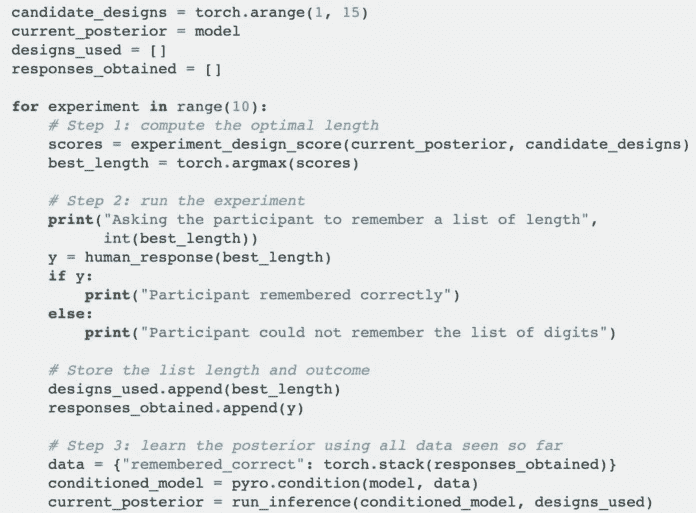 candidate_designs = torch.arange(1, 15)
current_posterior = model
designs_used = []
responses_obtained = []

for experiment in range(10):
    # Step 1: compute the optimal length
    scores = experiment_design_score(current_posterior, candidate_designs)
    best_length = torch.argmax(scores)

    # Step 2: run the experiment
    print("Asking the participant to remember a list of length",
          int(best_length))
    y = human_response(best_length)
    if y:
        print("Participant remembered correctly")
    else:
        print("Participant could not remember the list of digits")

    # Store the list length and outcome
    designs_used.append(best_length)
    responses_obtained.append(y)

    # Step 3: learn the posterior using all data seen so far
    data = {"remembered_correct": torch.stack(responses_obtained)}
    conditioned_model = pyro.condition(model, data)
    current_posterior = run_inference(conditioned_model, designs_used)